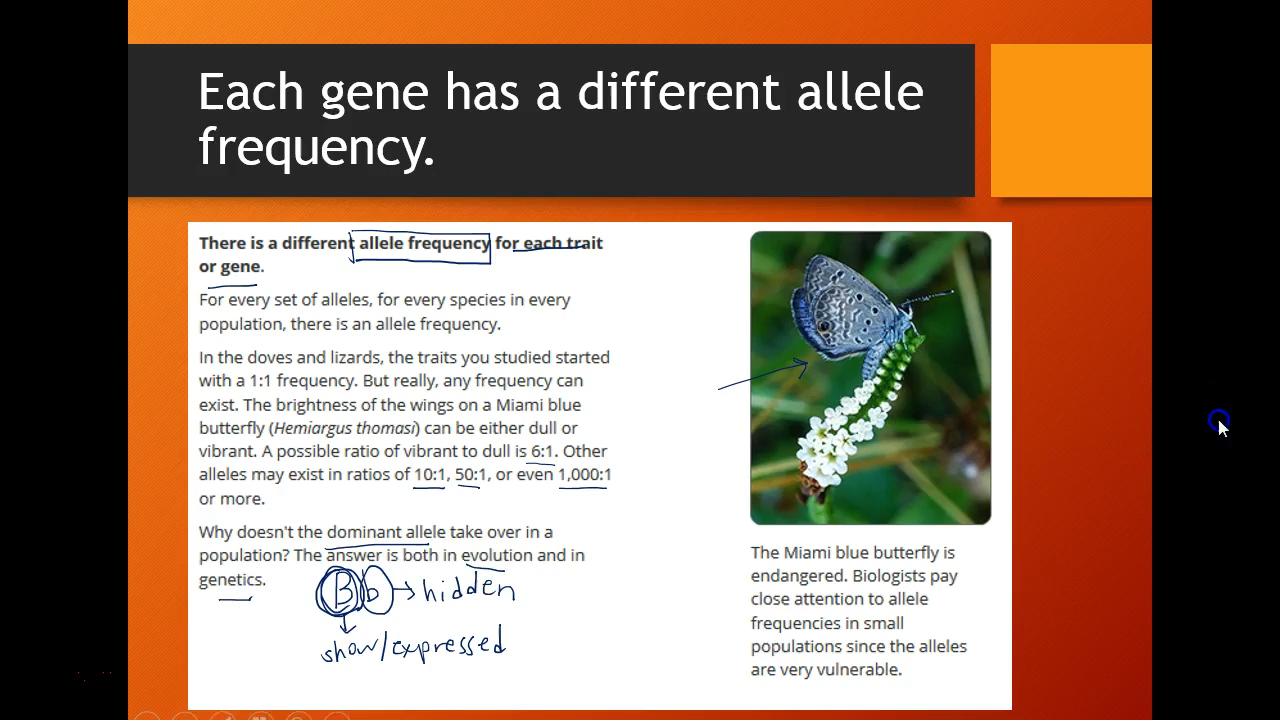 Each gene has a different allele
frequency.
There is a different allele frequency for each trait
or gene.
For every set of alleles, for every species in every
population, there is an allele frequency.
In the doves and lizards, the traits you studied started
with a 1:1 frequency. But really, any frequency can
exist. The brightness of the wings on a Miami blue
butterfly (Hemiargus thomasi) can be either dull or
vibrant. A possible ratio of vibrant to dull is 6:1. Other
alleles may exist in ratios of 10:1, 50:1, or even 1,000:1
or more.
Why doesn't the dominant allele take over in a
population? The answer is both in evolution and in
genetics.
B b → hidden
show/expressed
The Miami blue butterfly is
endangered. Biologists pay
close attention to allele
frequencies in small
populations since the alleles
are very vulnerable.